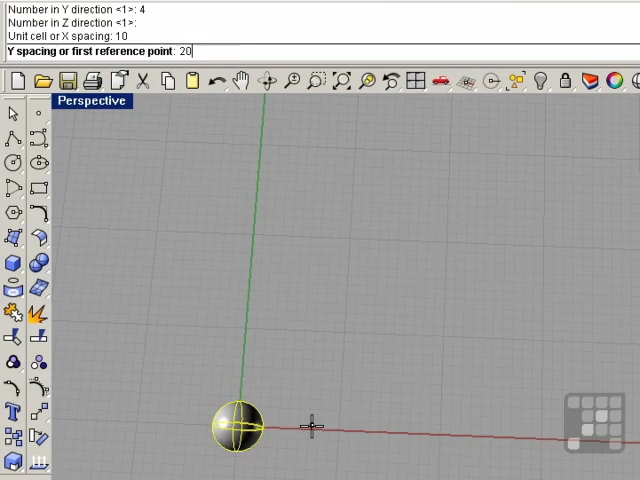 Number in Y direction <1>: 4
Number in Z direction <1>:
Unit cell or X spacing: 10
Y spacing or first reference point: 20
Perspective